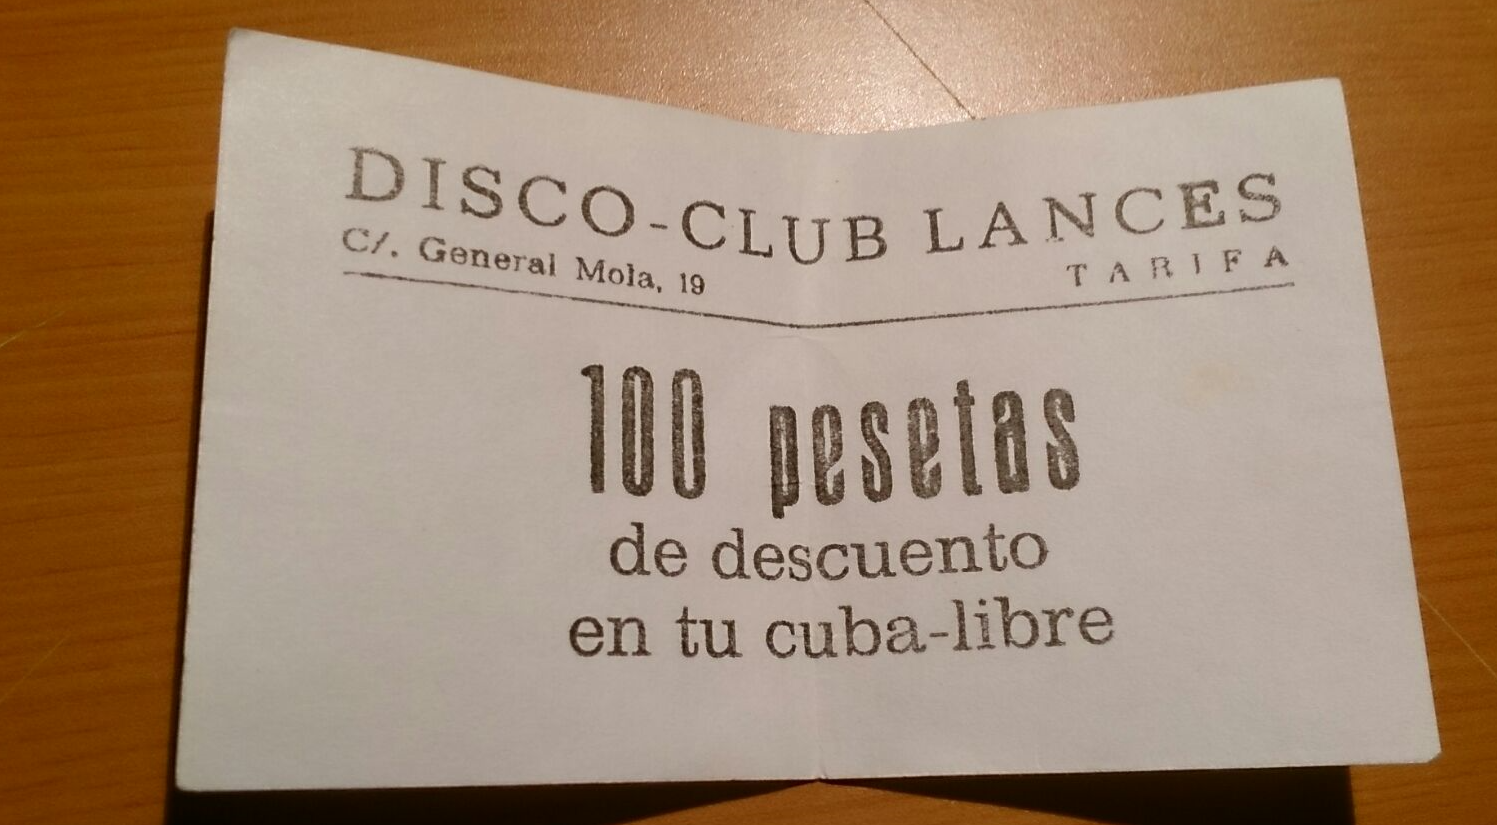 DISCO-CLUB LANCES
C/. General Mola, 19 TARIFA
100 pesetas
de descuento
en tu cuba-libre